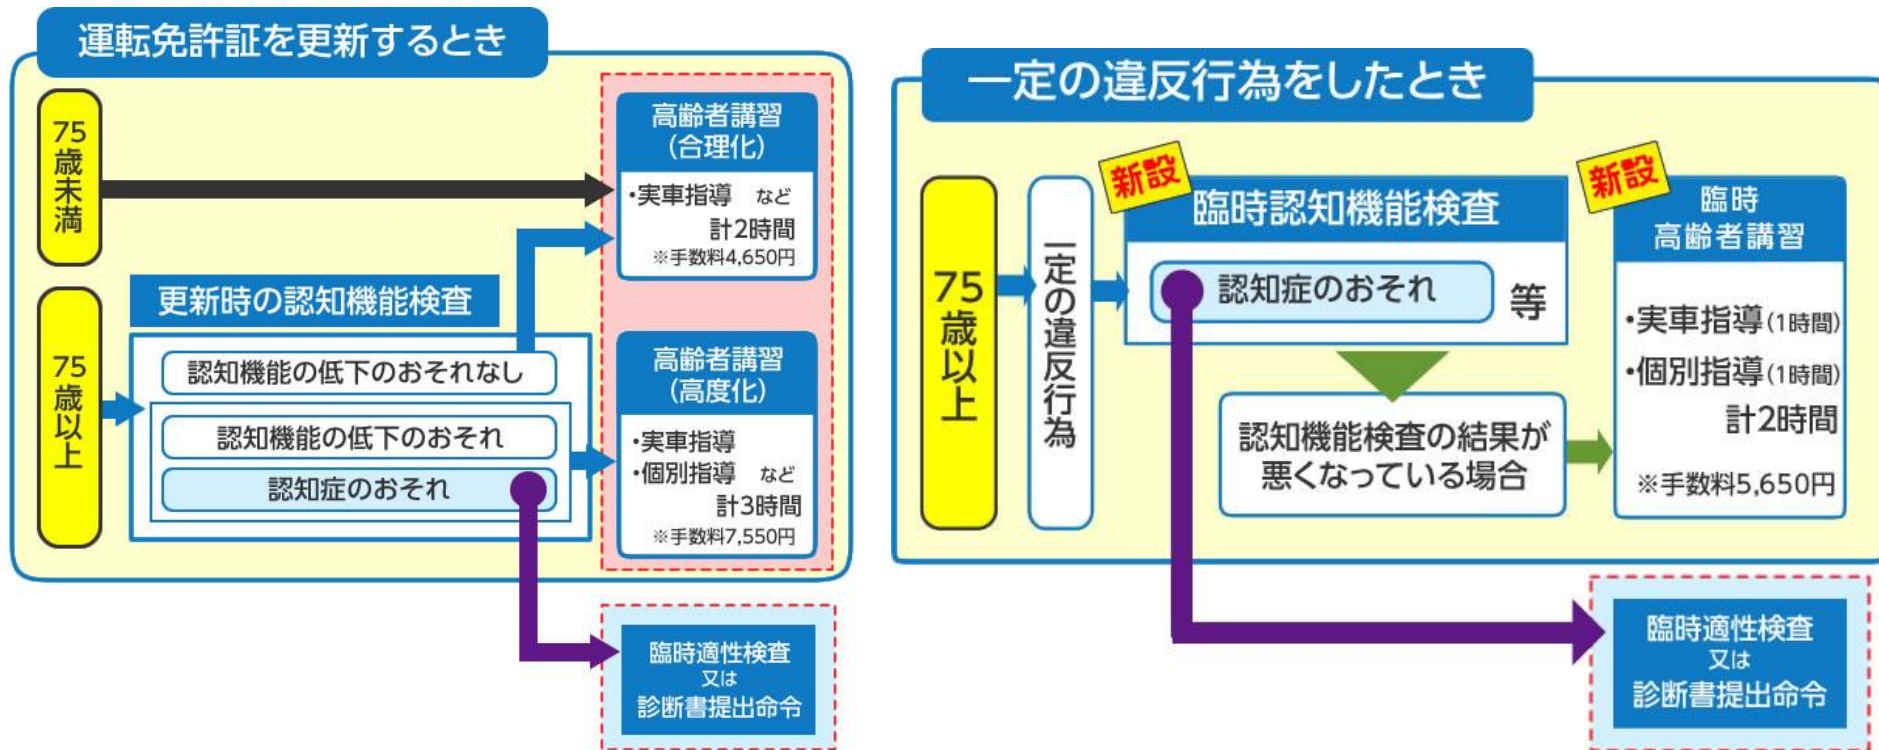 運転免許証を更新するとき
75歳未満
高齢者講習
(合理化)
・実車指導 など
計2時間
※手数料4,650円
75歳以上
更新時の認知機能検査
認知機能の低下のおそれなし
認知機能の低下のおそれ
認知症のおそれ
高齢者講習
(高度化)
・実車指導
・個別指導 など
計3時間
※手数料7,550円
臨時適性検査
又は
診断書提出命令
一定の違反行為をしたとき
75歳以上
一定の違反行為
新設
臨時認知機能検査
認知症のおそれ 等
認知機能検査の結果が
悪くなっている場合
新設
臨時
高齢者講習
・実車指導(1時間)
・個別指導(1時間)
計2時間
※手数料5,650円
臨時適性検査
又は
診断書提出命令